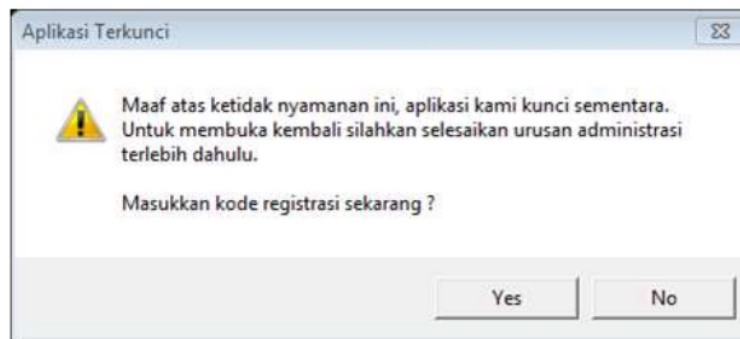 Aplikasi Terkunci
Maaf atas ketidak nyamanan ini, aplikasi kami kunci sementara.
Untuk membuka kembali silahkan selesaikan urusan administrasi
terlebih dahulu.
Masukkan kode registrasi sekarang ?
Yes No